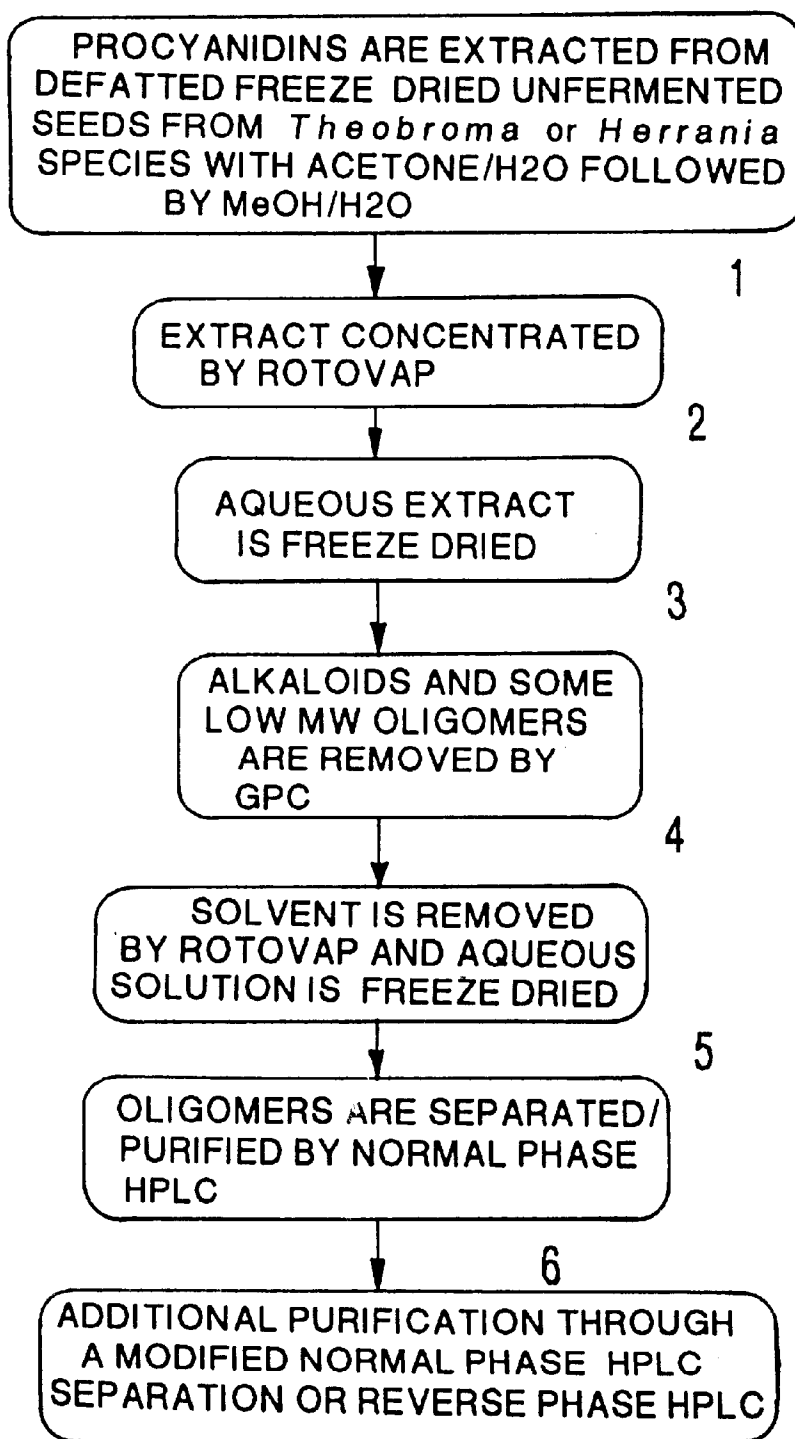 PROCYANIDINS ARE EXTRACTED FROM
DEFATTED FREEZE DRIED UNFERMENTED
SEEDS FROM Theobroma or Herrania
SPECIES WITH ACETONE/H2O FOLLOWED
BY MeOH/H2O
1
EXTRACT CONCENTRATED
BY ROTOVAP
2
AQUEOUS EXTRACT
IS FREEZE DRIED
3
ALKALOIDS AND SOME
LOW MW OLIGOMERS
ARE REMOVED BY
GPC
4
SOLVENT IS REMOVED
BY ROTOVAP AND AQUEOUS
SOLUTION IS FREEZE DRIED
5
OLIGOMERS ARE SEPARATED/
PURIFIED BY NORMAL PHASE
HPLC
6
ADDITIONAL PURIFICATION THROUGH
A MODIFIED NORMAL PHASE HPLC
SEPARATION OR REVERSE PHASE HPLC